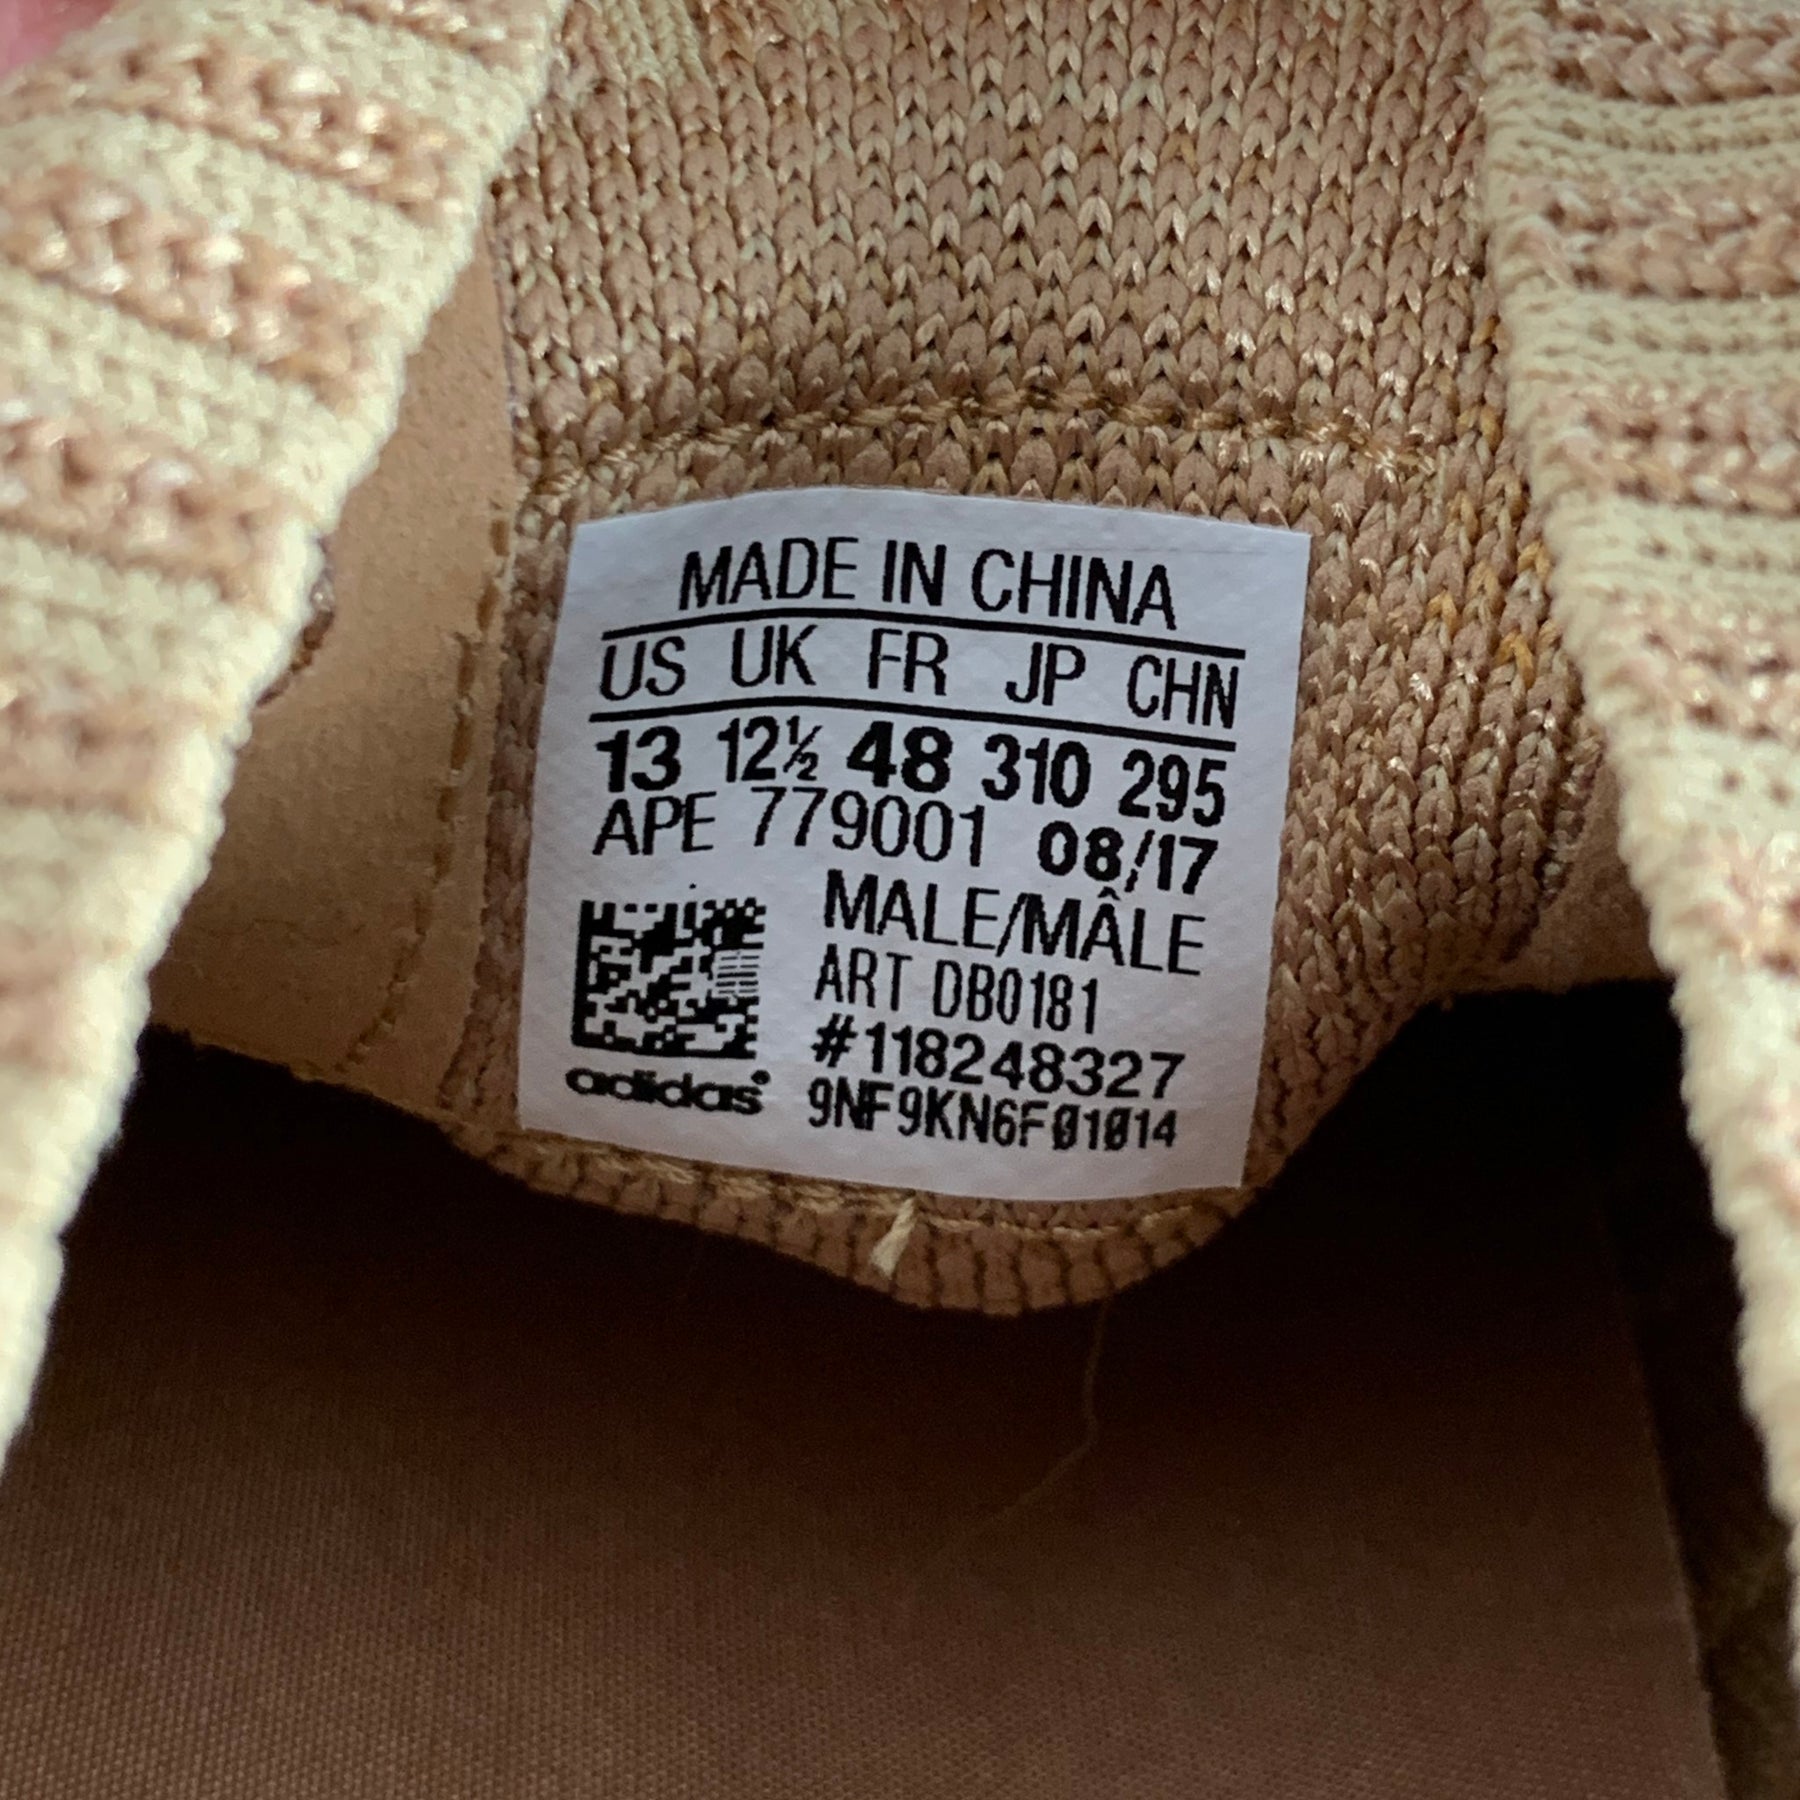 MADE IN CHINA
US UK FR JP CHN
13 12½ 48 310 295
APE 779001 08/17
MALE/MÂLE
ART DB0181
#118248327
adidas 9NF9KN6F01014